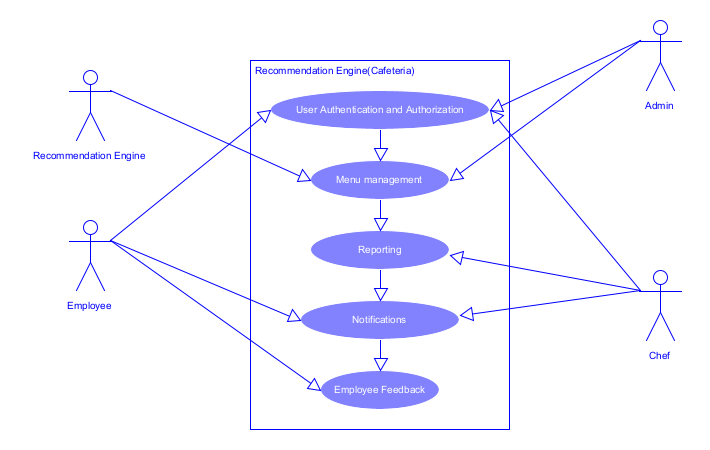 Recommendation Engine(Cafeteria)
User Authentication and Authorization
Admin
Recommendation Engine
Menu management
Reporting
Employee
Notifications
Chef
Employee Feedback